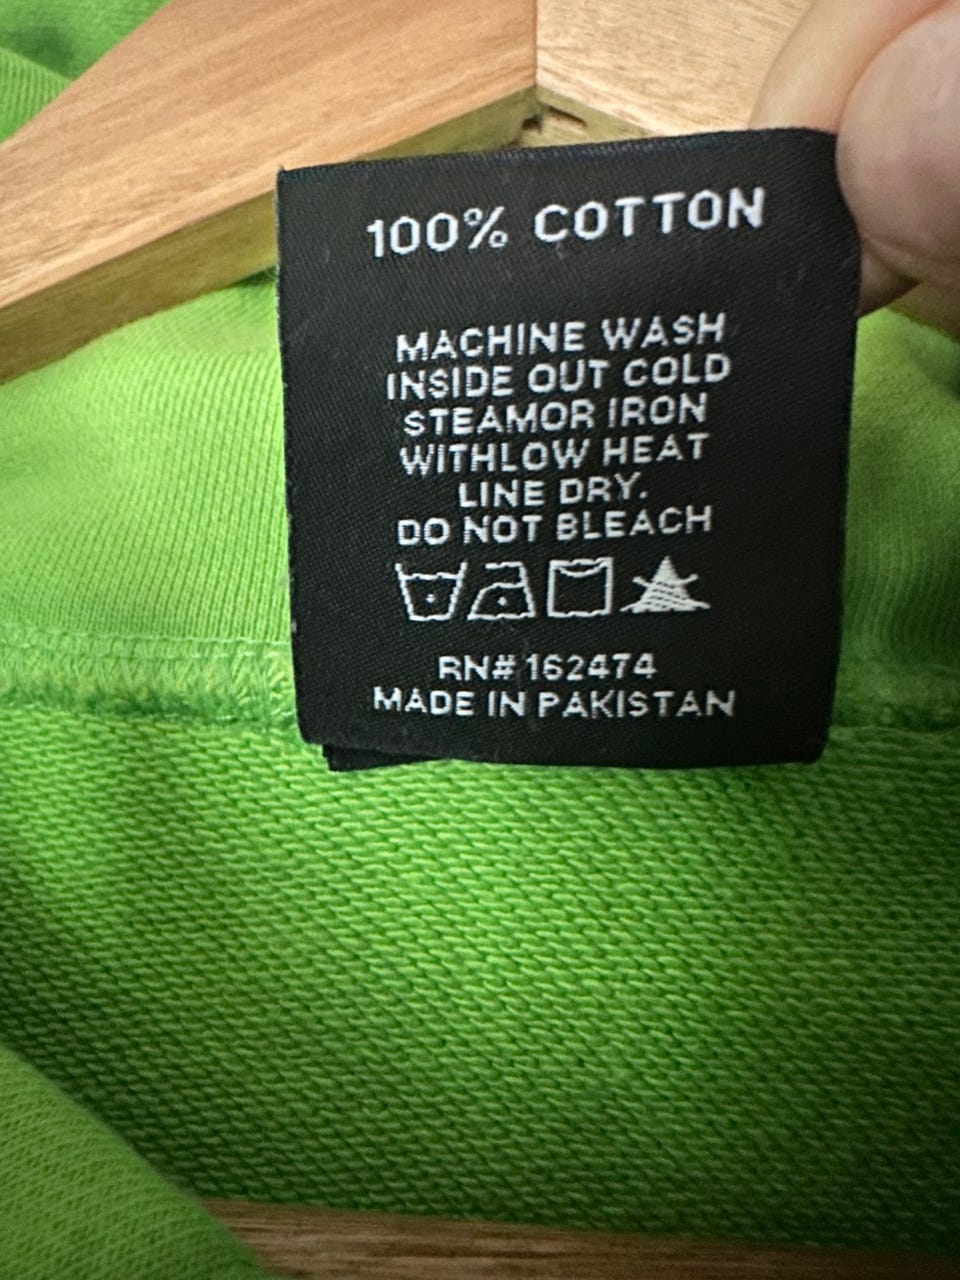 100% COTTON
MACHINE WASH
INSIDE OUT COLD
STEAMOR IRON
WITHLOW HEAT
LINE DRY.
DO NOT BLEACH
RN# 162474
MADE IN PAKISTAN